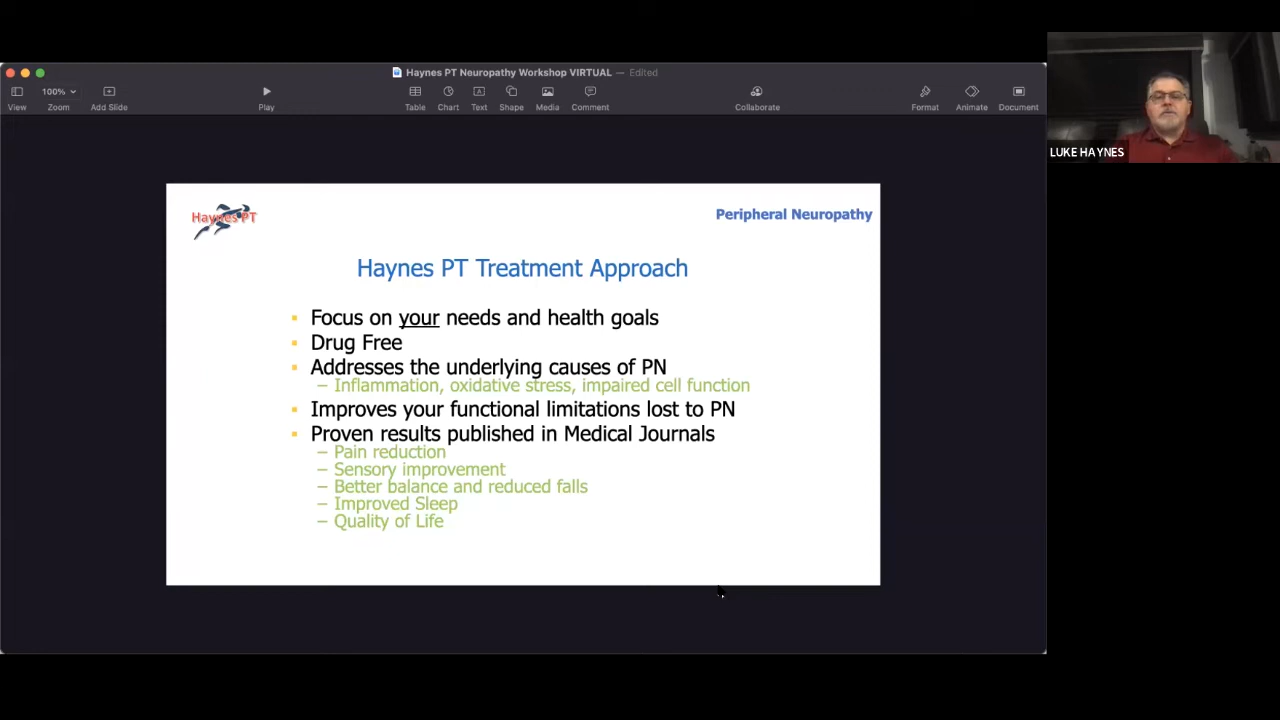 Haynes PT Neuropathy Workshop VIRTUAL — Edited
100%
View
Zoom
Add Slide
Play
Table
Chart
Text
Shape
Media
Comment
Collaborate
Format
Animate
Document
LUKE HAYNES
Haynes PT
Peripheral Neuropathy
Haynes PT Treatment Approach
▪ Focus on your needs and health goals
▪ Drug Free
▪ Addresses the underlying causes of PN
– Inflammation, oxidative stress, impaired cell function
▪ Improves your functional limitations lost to PN
▪ Proven results published in Medical Journals
– Pain reduction
– Sensory improvement
– Better balance and reduced falls
– Improved Sleep
– Quality of Life